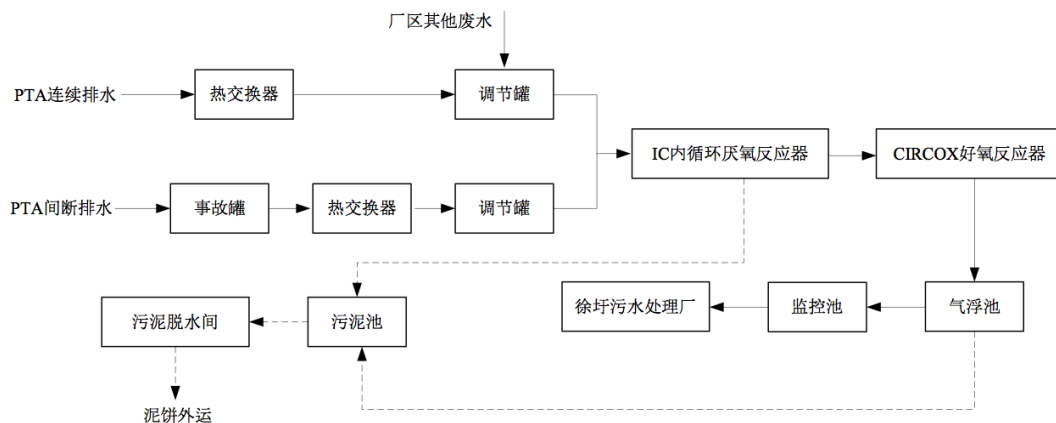 厂区其他废水
PTA连续排水
热交换器
调节罐
IC内循环厌氧反应器
CIRCOX好氧反应器
PTA间断排水
事故罐
热交换器
调节罐
污泥脱水间
污泥池
徐圩污水处理厂
监控池
气浮池
泥饼外运